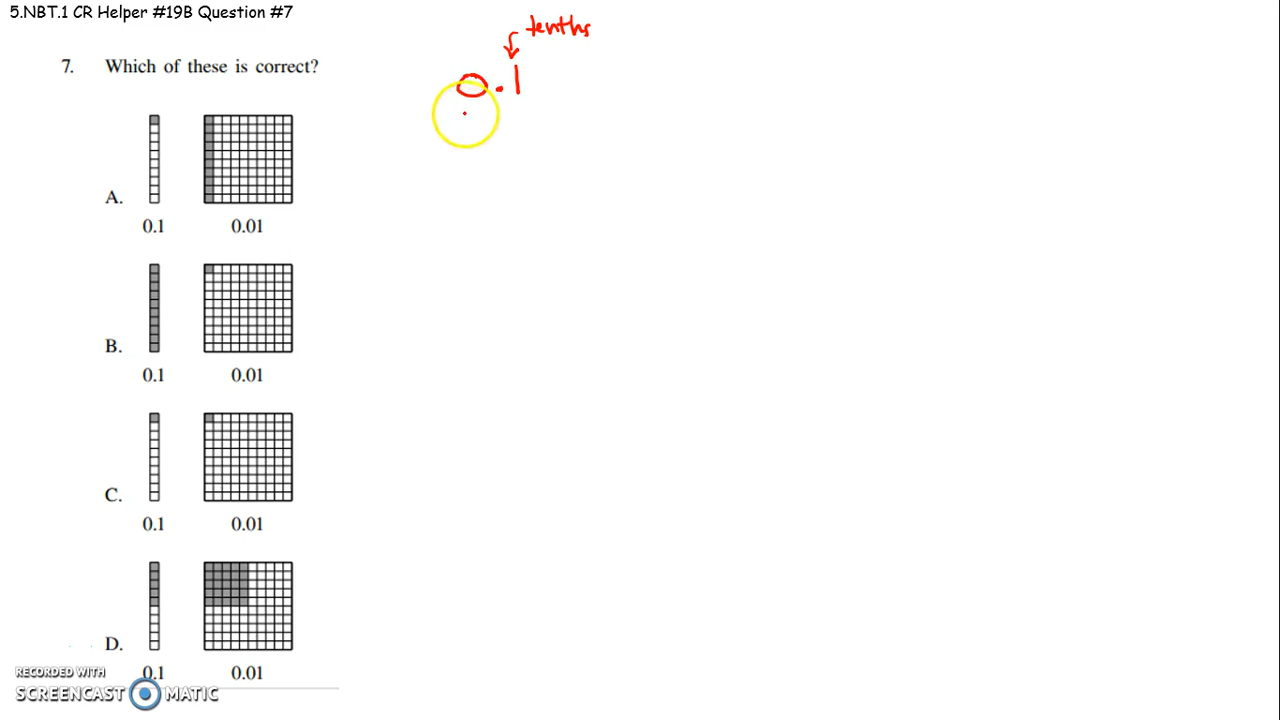 5.NBT.1 CR Helper #19B Question #7
tenths
0.1
7. Which of these is correct?
A.
0.1 0.01
B.
0.1 0.01
C.
0.1 0.01
D.
0.1 0.01
RECORDED WITH
SCREENCAST MATIC